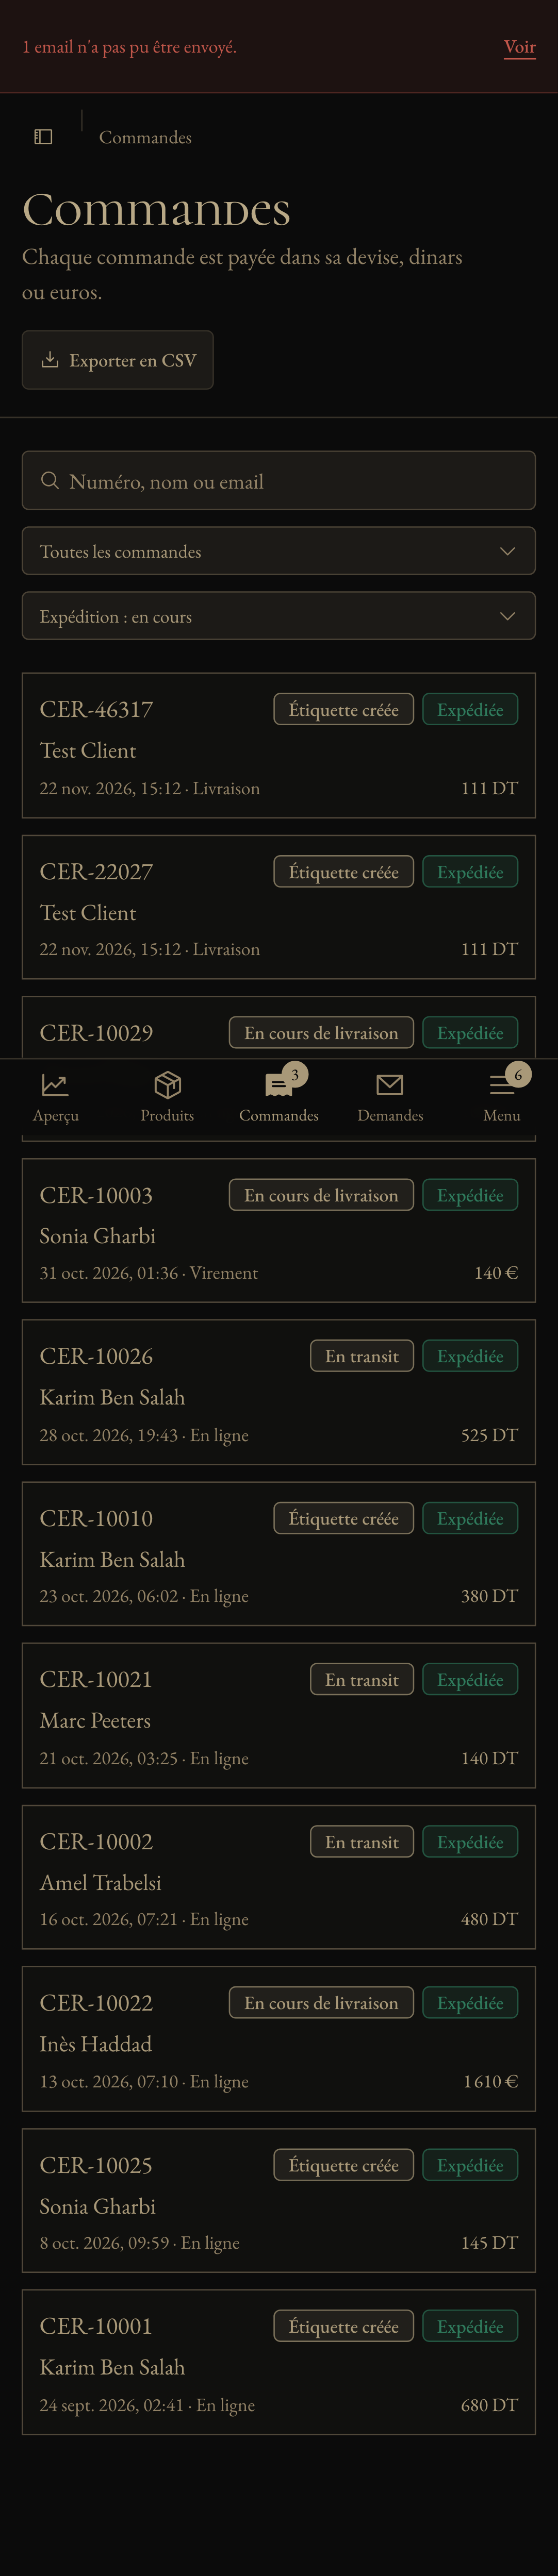 1 email n'a pas pu être envoyé.
Voir
Commandes
Commandes
Chaque commande est payée dans sa devise, dinars
ou euros.
Exporter en CSV
Numéro, nom ou email
Toutes les commandes
Expédition : en cours
CER-46317 Étiquette créée Expédiée
Test Client
22 nov. 2026, 15:12 · Livraison 111 DT
CER-22027 Étiquette créée Expédiée
Test Client
22 nov. 2026, 15:12 · Livraison 111 DT
CER-10029 En cours de livraison Expédiée
3 6
Aperçu Produits Commandes Demandes Menu
CER-10003 En cours de livraison Expédiée
Sonia Gharbi
31 oct. 2026, 01:36 · Virement 140 €
CER-10026 En transit Expédiée
Karim Ben Salah
28 oct. 2026, 19:43 · En ligne 525 DT
CER-10010 Étiquette créée Expédiée
Karim Ben Salah
23 oct. 2026, 06:02 · En ligne 380 DT
CER-10021 En transit Expédiée
Marc Peeters
21 oct. 2026, 03:25 · En ligne 140 DT
CER-10002 En transit Expédiée
Amel Trabelsi
16 oct. 2026, 07:21 · En ligne 480 DT
CER-10022 En cours de livraison Expédiée
Inès Haddad
13 oct. 2026, 07:10 · En ligne 1 610 €
CER-10025 Étiquette créée Expédiée
Sonia Gharbi
8 oct. 2026, 09:59 · En ligne 145 DT
CER-10001 Étiquette créée Expédiée
Karim Ben Salah
24 sept. 2026, 02:41 · En ligne 680 DT